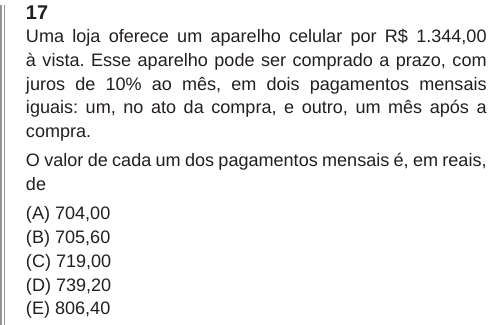 17
Uma loja oferece um aparelho celular por R$ 1.344,00
à vista. Esse aparelho pode ser comprado a prazo, com
juros de 10% ao mês, em dois pagamentos mensais
iguais: um, no ato da compra, e outro, um mês após a
compra.
O valor de cada um dos pagamentos mensais é, em reais,
de
(A) 704,00
(B) 705,60
(C) 719,00
(D) 739,20
(E) 806,40